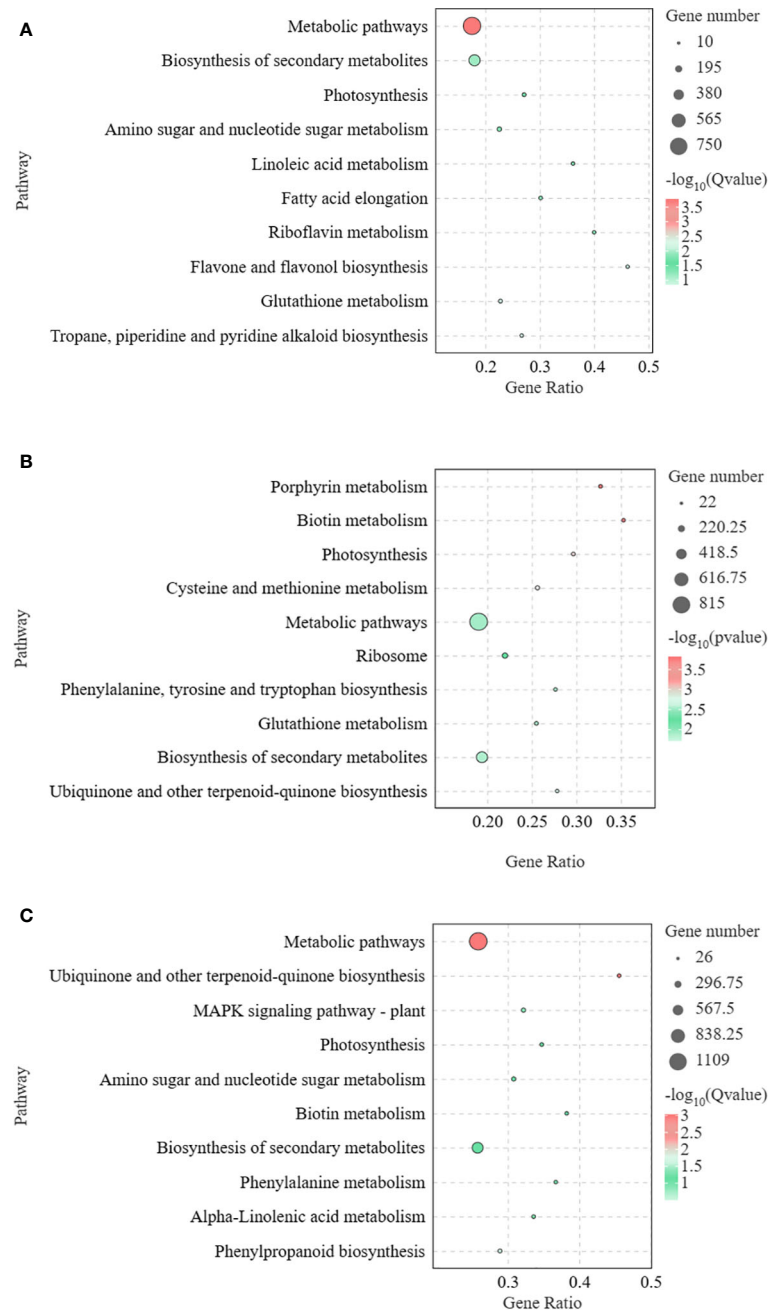 A
Pathway
Metabolic pathways
Biosynthesis of secondary metabolites
Photosynthesis
Amino sugar and nucleotide sugar metabolism
Linoleic acid metabolism
Fatty acid elongation
Riboflavin metabolism
Flavone and flavonol biosynthesis
Glutathione metabolism
Tropane, piperidine and pyridine alkaloid biosynthesis
0.2 0.3 0.4 0.5
Gene Ratio
Gene number
10
195
380
565
750
-log10(Qvalue)
3.5
3
2.5
2
1.5
B
Pathway
Porphyrin metabolism
Biotin metabolism
Photosynthesis
Cysteine and methionine metabolism
Metabolic pathways
Ribosome
Phenylalanine, tyrosine and tryptophan biosynthesis
Glutathione metabolism
Biosynthesis of secondary metabolites
Ubiquinone and other terpenoid-quinone biosynthesis
0.20 0.25 0.30 0.35
Gene Ratio
Gene number
22
220.25
418.5
616.75
815
-log10(pvalue)
3.5
3
2.5
2
C
Pathway
Metabolic pathways
Ubiquinone and other terpenoid-quinone biosynthesis
MAPK signaling pathway - plant
Photosynthesis
Amino sugar and nucleotide sugar metabolism
Biotin metabolism
Biosynthesis of secondary metabolites
Phenylalanine metabolism
Alpha-Linolenic acid metabolism
Phenylpropanoid biosynthesis
0.3 0.4 0.5
Gene Ratio
Gene number
26
296.75
567.5
838.25
1109
-log10(Qvalue)
3
2.5
2
1.5
1